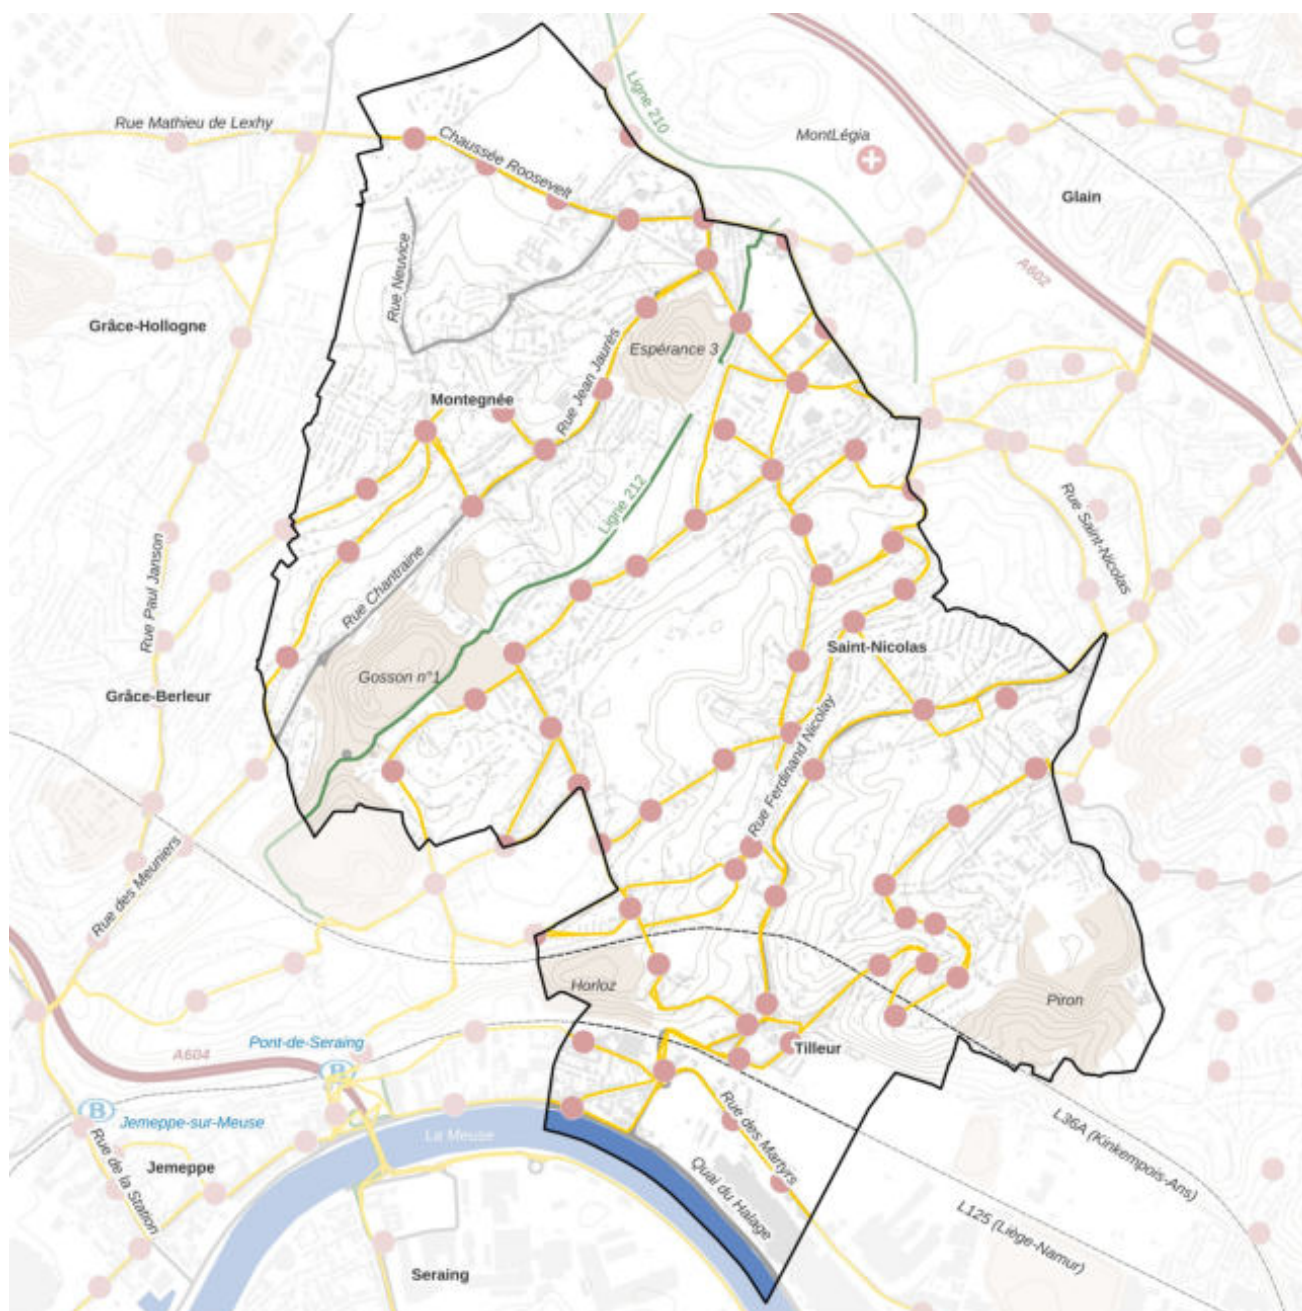 Ligne 210
Rue Mathieu de Lexhy
Chaussée Roosevelt
MontLégia
Glain
A602
Rue Neuvice
Grâce-Hollogne
Espérance 3
Rue Jean Jaurès
Montegnée
Ligne 212
Rue Saint-Nicolas
Rue Paul Janson
Rue Chantraine
Saint-Nicolas
Gosson n°1
Grâce-Berleur
Rue Ferdinand Nicolay
Rue des Meuniers
Horloz
Piron
Pont-de-Seraing
A604
Tilleur
B
B
Jemeppe-sur-Meuse
La Meuse
Rue des Martyrs
L36A (Kinkempois-Ans)
Jemeppe
Rue de la Station
Quai du Halage
L125 (Liège-Namur)
Seraing